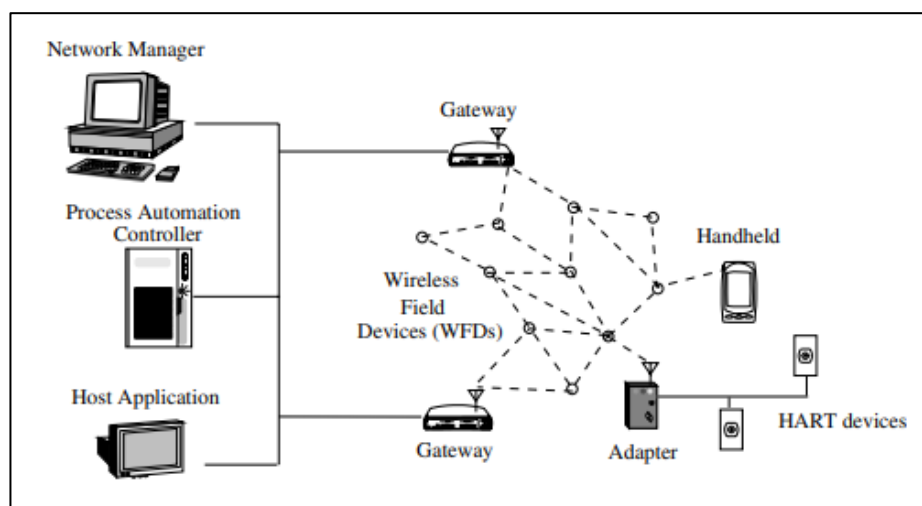 Network Manager
Gateway
Process Automation
Controller
Handheld
Wireless
Field
Devices (WFDs)
Host Application
HART devices
Gateway
Adapter